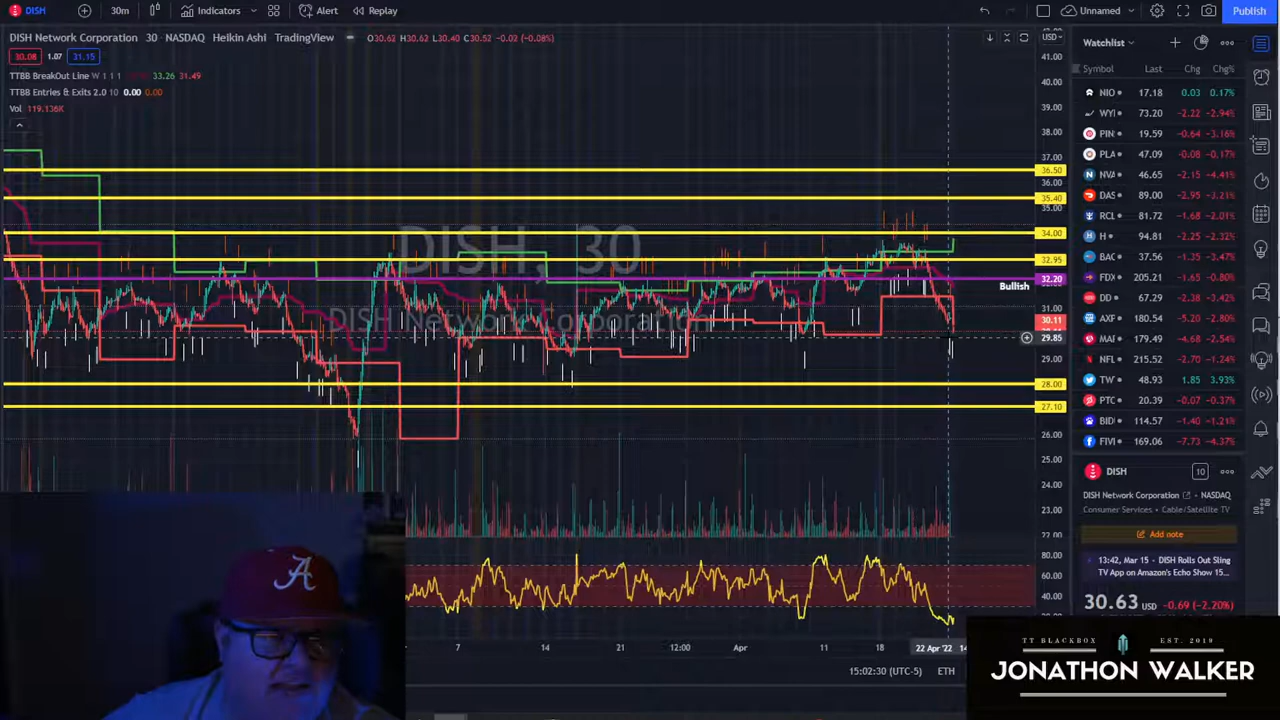 DISH 30m Indicators Alert Replay Unnamed Publish
DISH Network Corporation 30 NASDAQ Heikin Ashi TradingView O30.62 H30.62 L30.40 C30.52 -0.02 (-0.08%)
30.08 1.07 31.15
TTBB BreakOut Line W 1 1 1 33.26 31.49
TTBB Entries & Exits 2.0 10 0.00 0.00
Vol 119.136K
DISH, 30
DISH Network Corporation
Bullish
USD
41.00
40.00
39.00
38.00
37.00
36.50
36.00
35.40
35.00
34.00
32.95
32.20
31.00
30.11
29.85
29.00
28.00
27.10
26.00
25.00
24.00
23.00
22.00
80.00
60.00
40.00
7 14 21 12:00 Apr 11 18 22 Apr '22 14
15:02:30 (UTC-5) ETH
Watchlist
Symbol Last Chg Chg%
NIO 17.18 0.03 0.17%
WYI 73.20 -2.22 -2.94%
PIN 19.59 -0.64 -3.16%
PLA 47.09 -0.08 -0.17%
NVA 46.65 -2.15 -4.41%
DAS 89.00 -2.95 -3.21%
RCL 81.72 -1.68 -2.01%
H 94.81 -2.32 -2.39%
BAC 37.56 -1.35 -3.47%
FDX 205.21 -1.65 -0.80%
DD 67.29 -2.38 -3.42%
AXF 180.54 -5.20 -2.80%
MAF 179.49 -4.68 -2.54%
NFL 215.52 -2.70 -1.24%
TW 48.93 1.85 3.93%
PTC 20.39 -0.07 -0.37%
BID 114.57 -1.40 -1.21%
FIVI 169.06 -7.73 -4.37%
DISH 10
DISH Network Corporation NASDAQ
Consumer Services • Cable/Satellite TV
Add note
13:42, Mar 15 • DISH Rolls Out Sling
TV App on Amazon's Echo Show 15...
30.63 USD -0.69 (-2.20%)
A
TT BLACKBOX EST. 2019
JONATHON WALKER